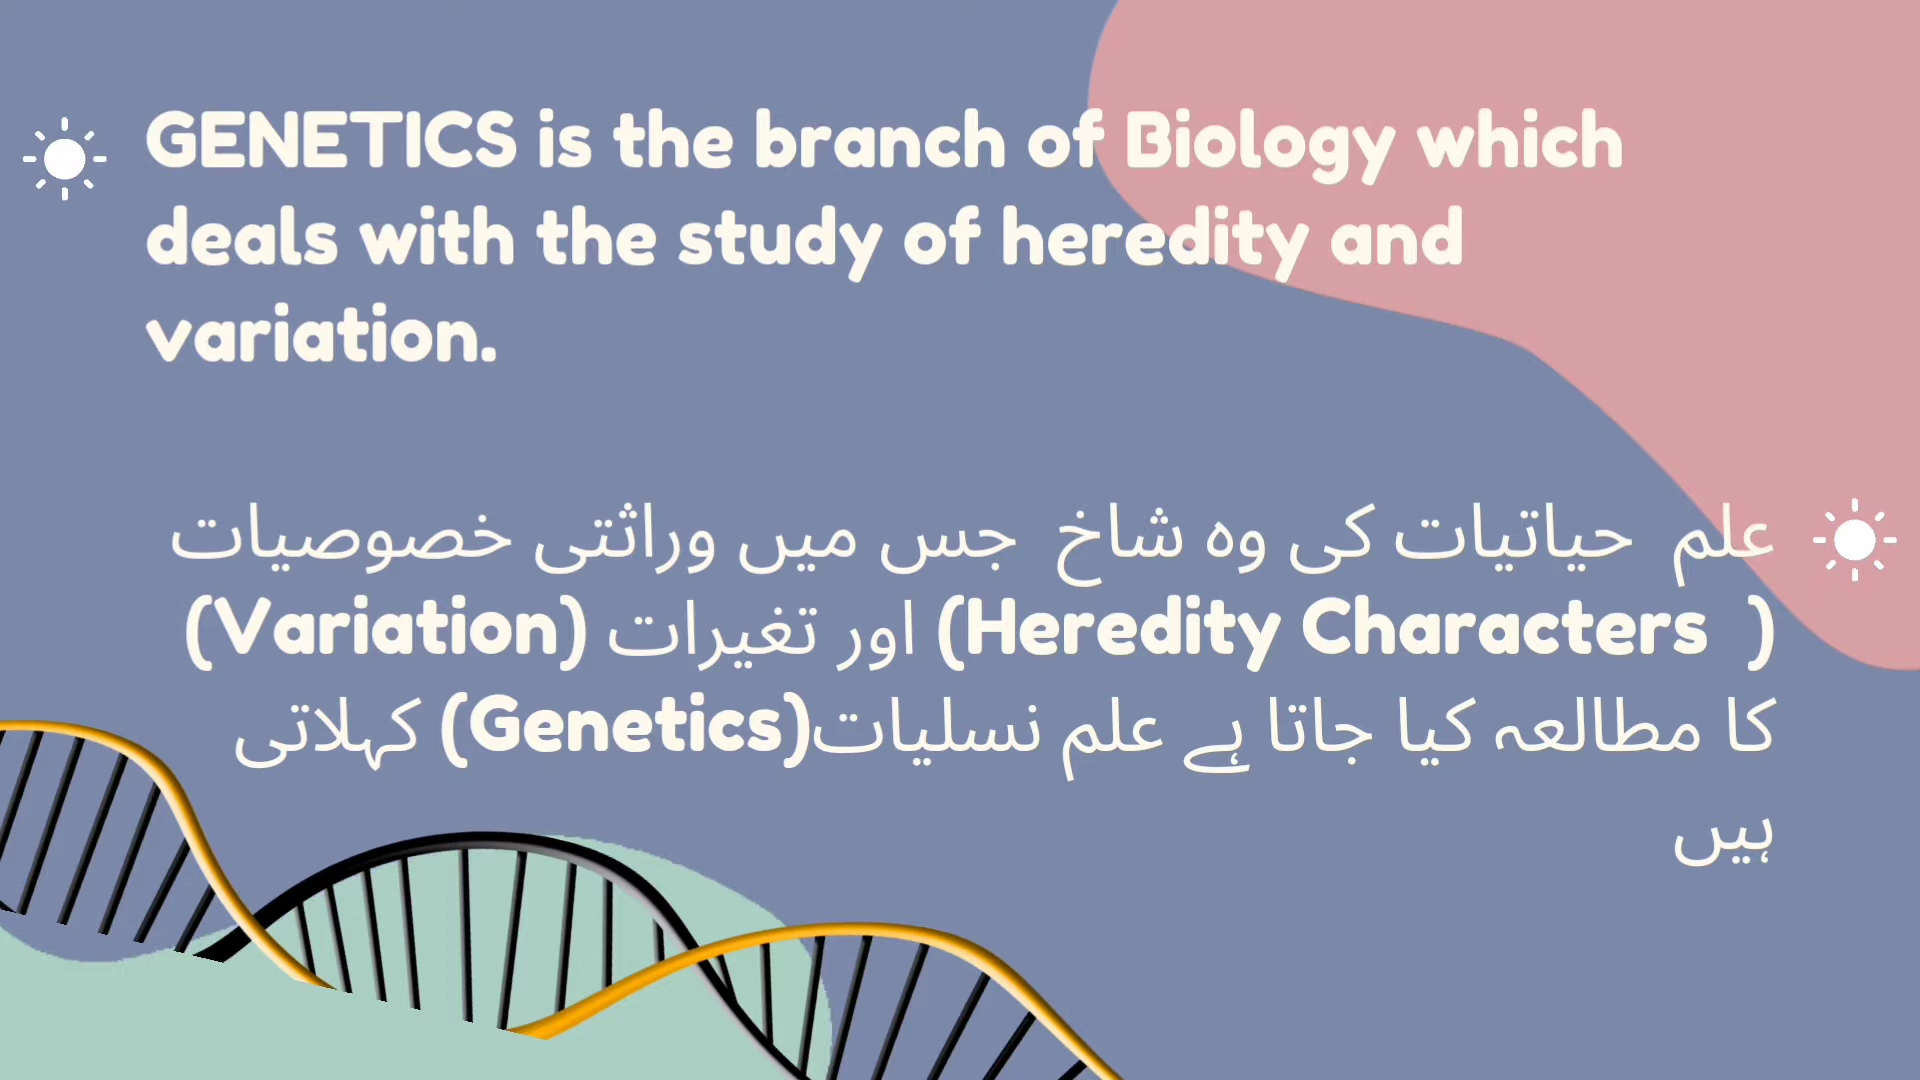 GENETICS is the branch of Biology which
deals with the study of heredity and
variation.
علم حیاتیات کی وہ شاخ جس میں وراثتی خصوصیات
(Heredity Characters ) اور تغیرات (Variation)
کا مطالعہ کیا جاتا ہے علم نسلیات(Genetics) کہلاتی
ہیں